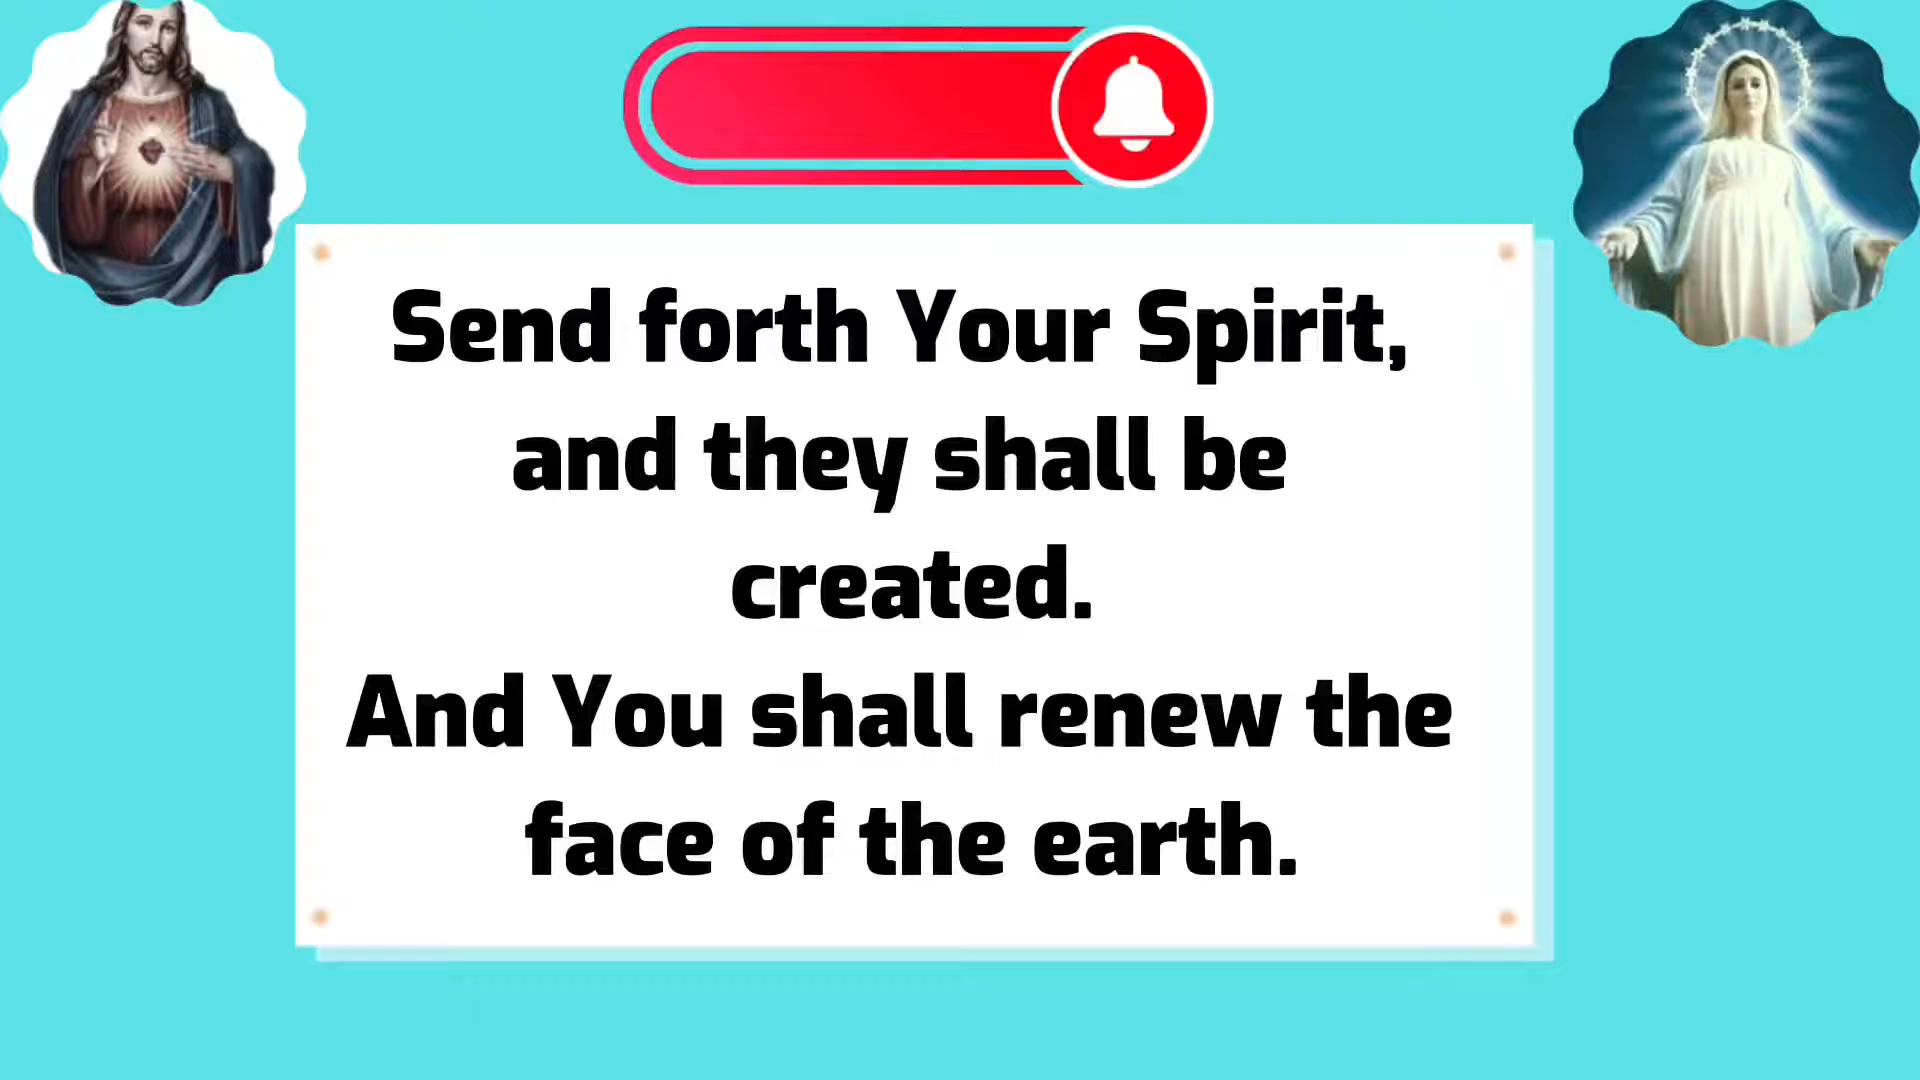 Send forth Your Spirit,
and they shall be
created.
And You shall renew the
face of the earth.